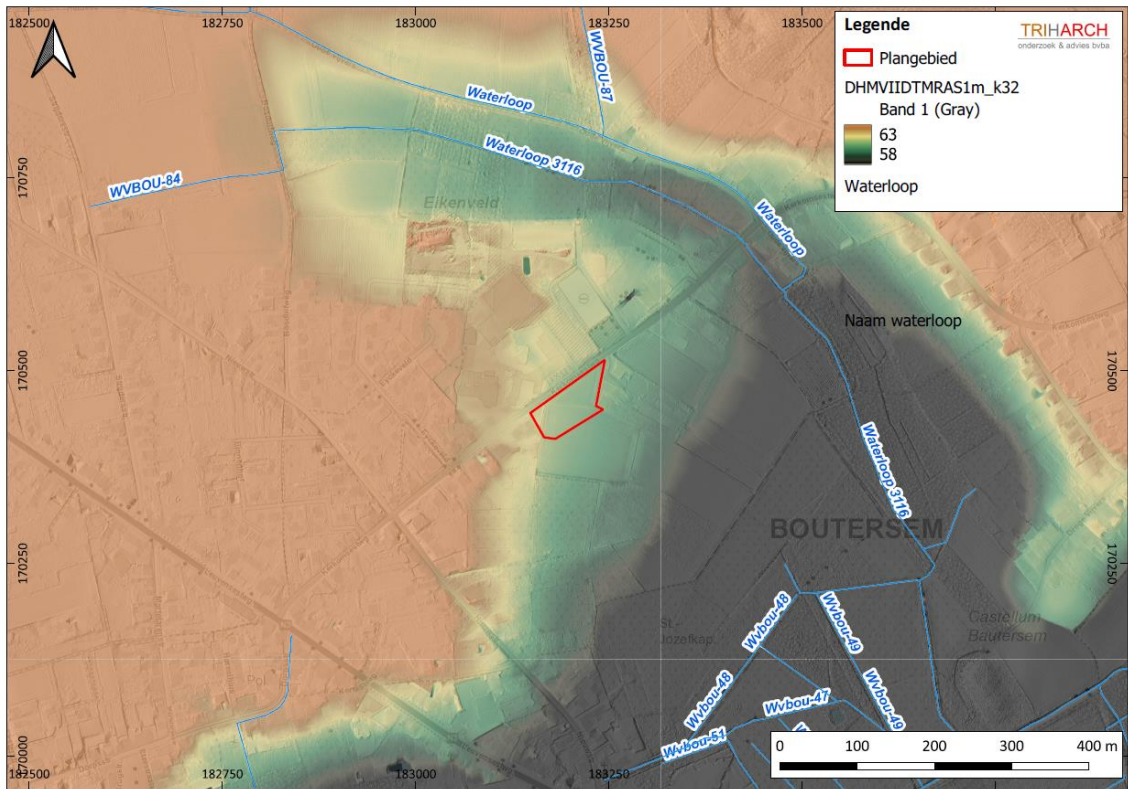 182500
182750
183000
183250
183500
Legende
TRIHARCH
onderzoek & advies bvba
Plangebied
DHMVIIDTMRAS1m_k32
Band 1 (Gray)
63
58
Waterloop
WVBOU-87
Waterloop
Waterloop 3116
170750
WVBOU-84
Eikenveld
Waterloop
Naam waterloop
170500
170500
Waterloop 3116
BOUTERSEM
170250
170250
Wvbou-48
Wvbou-49
St.-
Jozefkap.
Castellum
Bautersem
Wvbou-48
Wvbou-49
Wvbou-47
Wvbou-51
170000
0 100 200 300 400 m
182500
182750
183000
183250